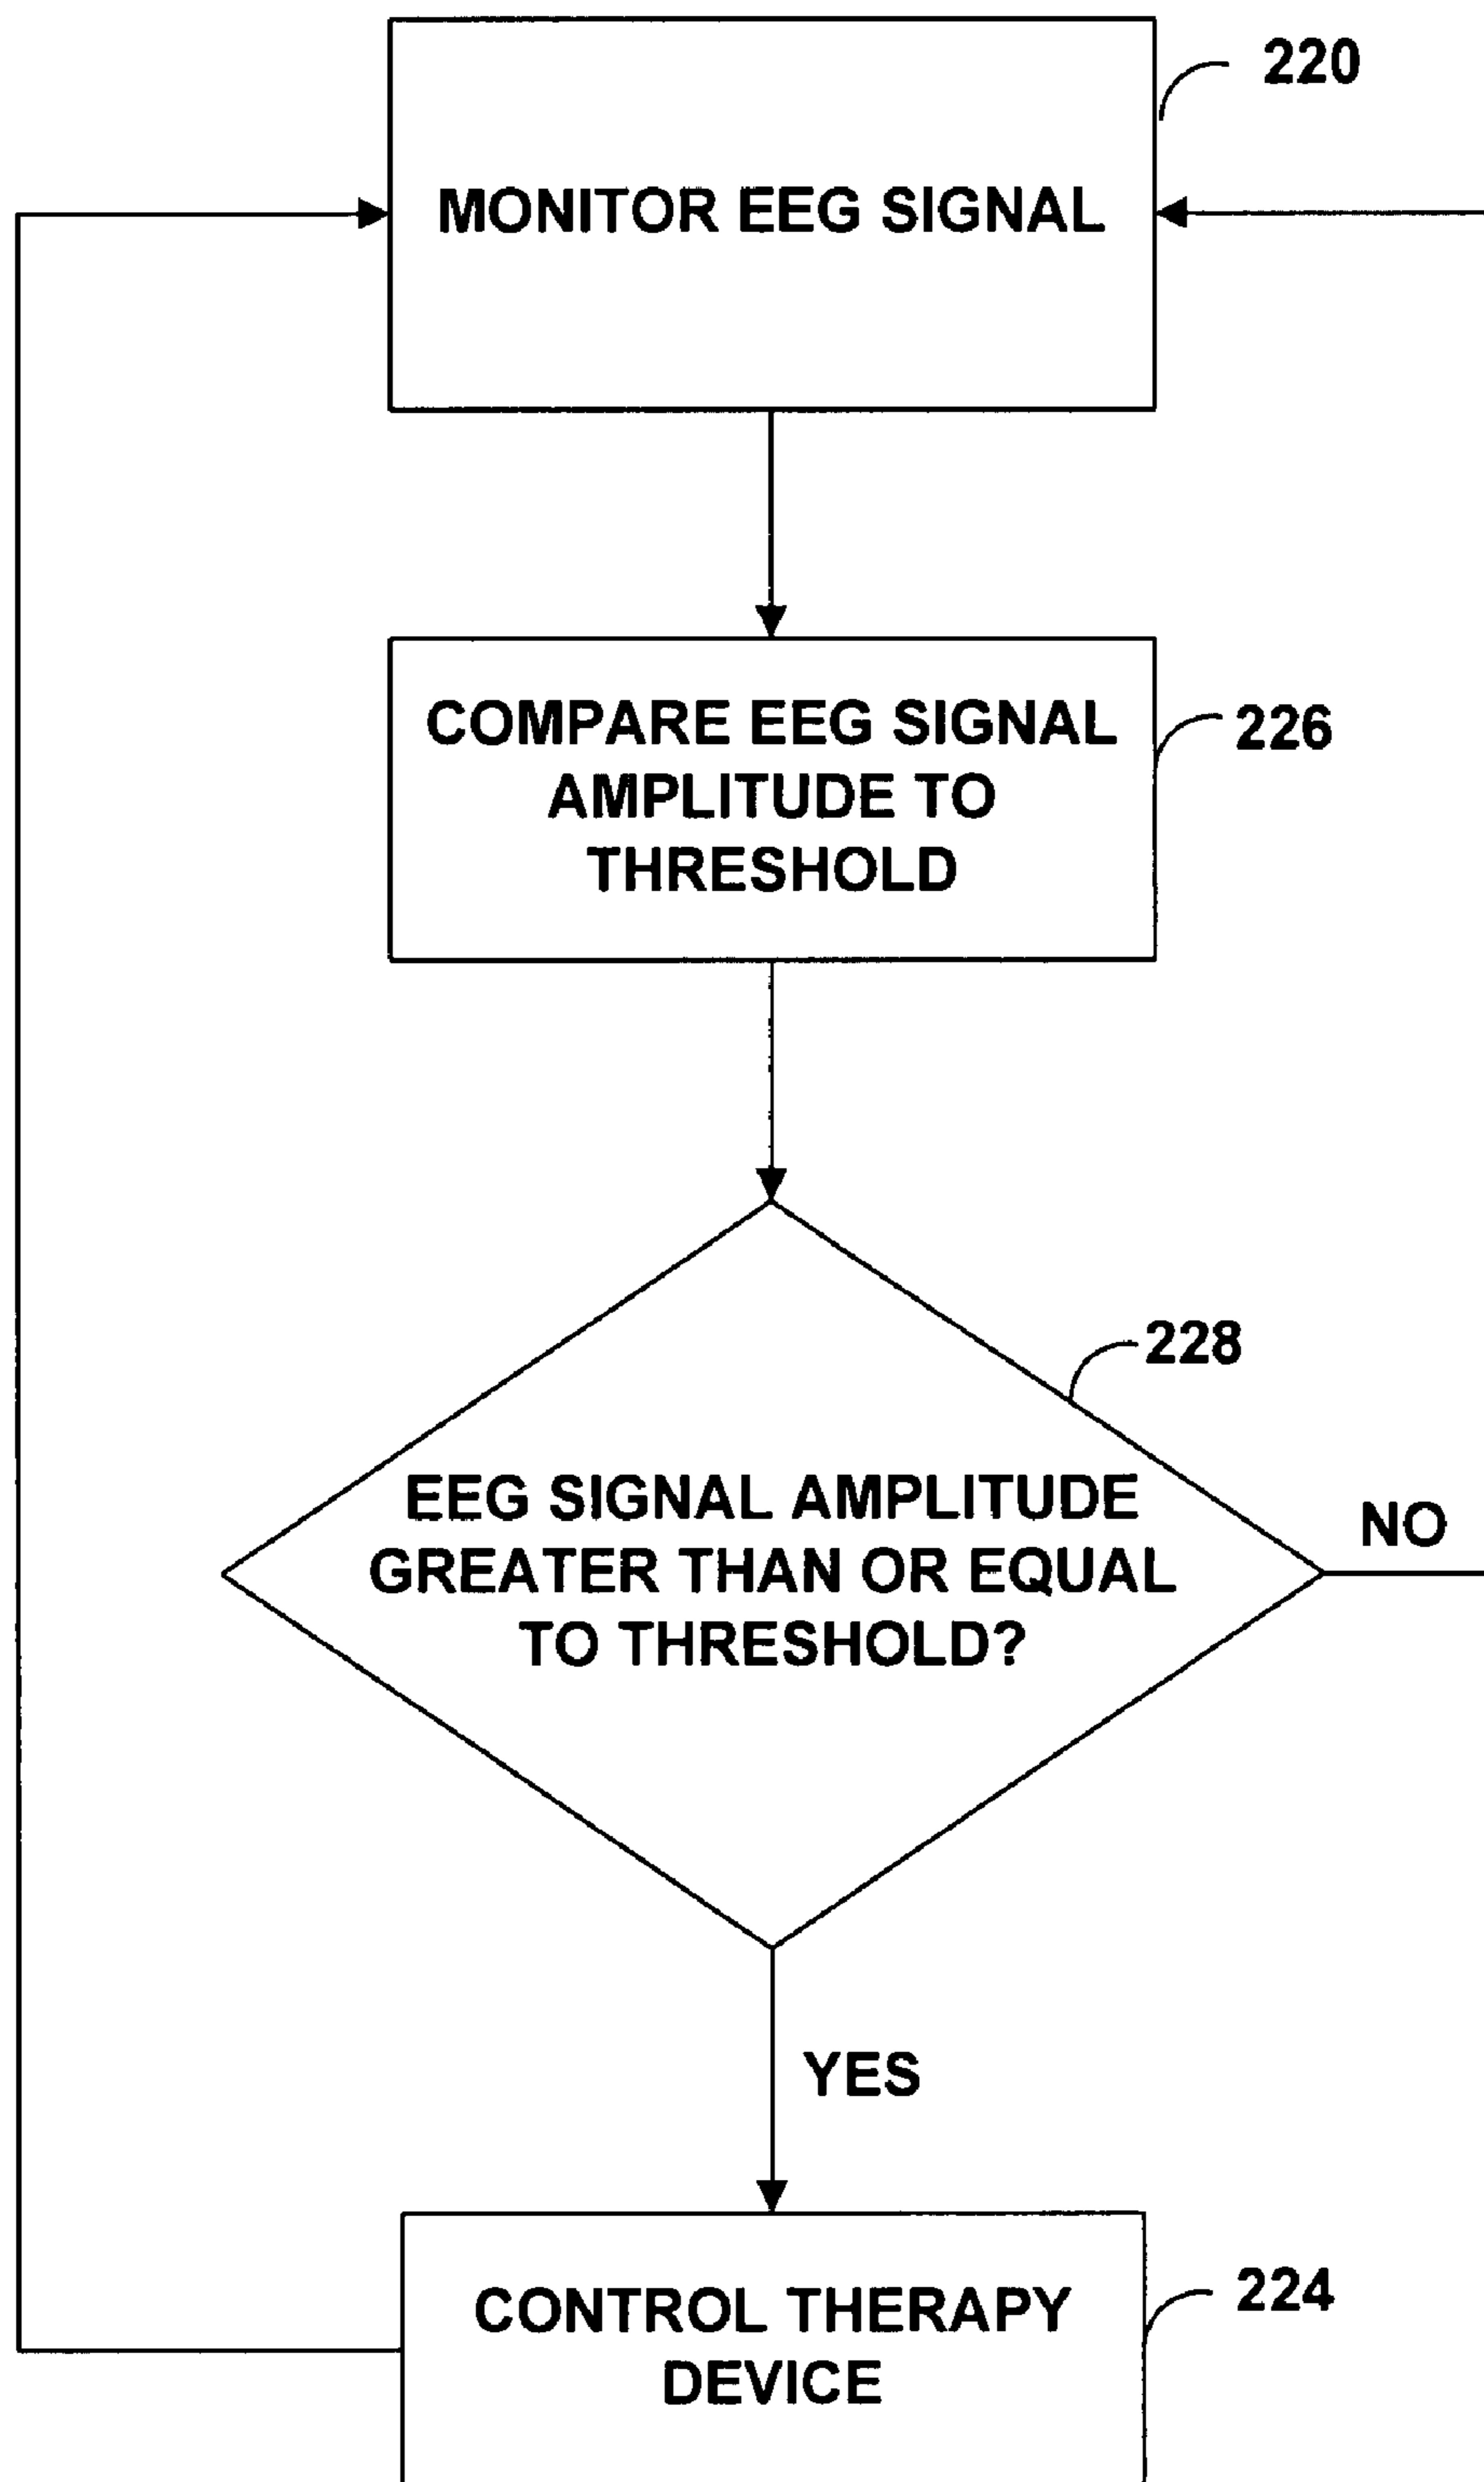 220
MONITOR EEG SIGNAL
COMPARE EEG SIGNAL
AMPLITUDE TO
THRESHOLD
226
228
EEG SIGNAL AMPLITUDE
GREATER THAN OR EQUAL
TO THRESHOLD?
NO
YES
CONTROL THERAPY
DEVICE
224